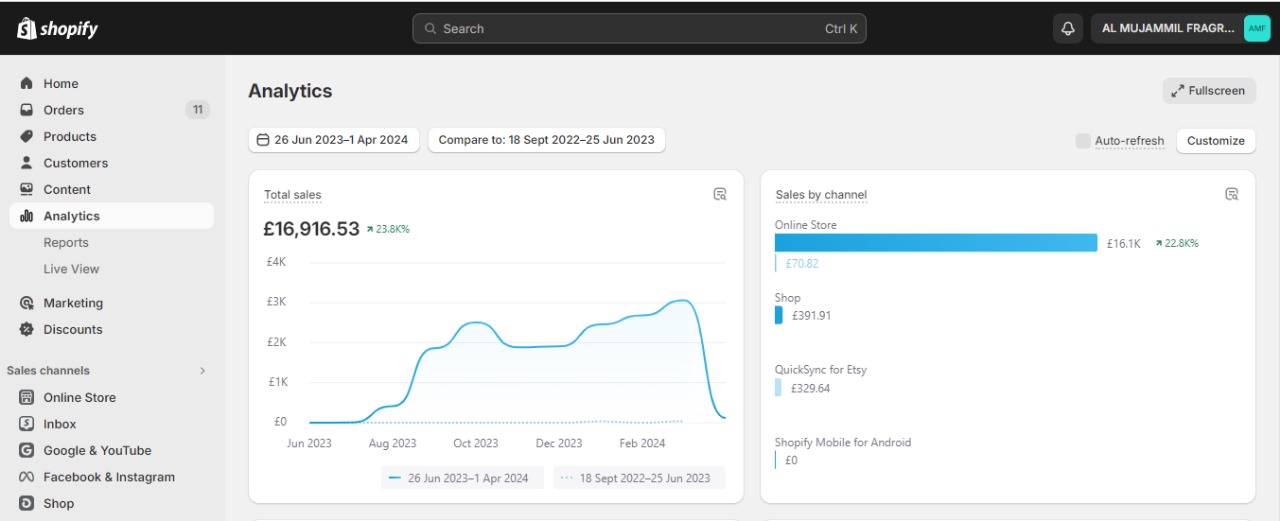 shopify
Search
Ctrl K
AL MUJAMMIL FRAGR...
AMF
Home
Orders
11
Products
Customers
Content
Analytics
Reports
Live View
Marketing
Discounts
Sales channels
Online Store
Inbox
Google & YouTube
Facebook & Instagram
Shop
Analytics
Fullscreen
26 Jun 2023–1 Apr 2024
Compare to: 18 Sept 2022–25 Jun 2023
Auto-refresh
Customize
Total sales
£16,916.53
23.8K%
£4K
£3K
£2K
£1K
£0
Jun 2023
Aug 2023
Oct 2023
Dec 2023
Feb 2024
26 Jun 2023–1 Apr 2024
18 Sept 2022–25 Jun 2023
Sales by channel
Online Store
£16.1K
22.8K%
£70.82
Shop
£391.91
QuickSync for Etsy
£329.64
Shopify Mobile for Android
£0